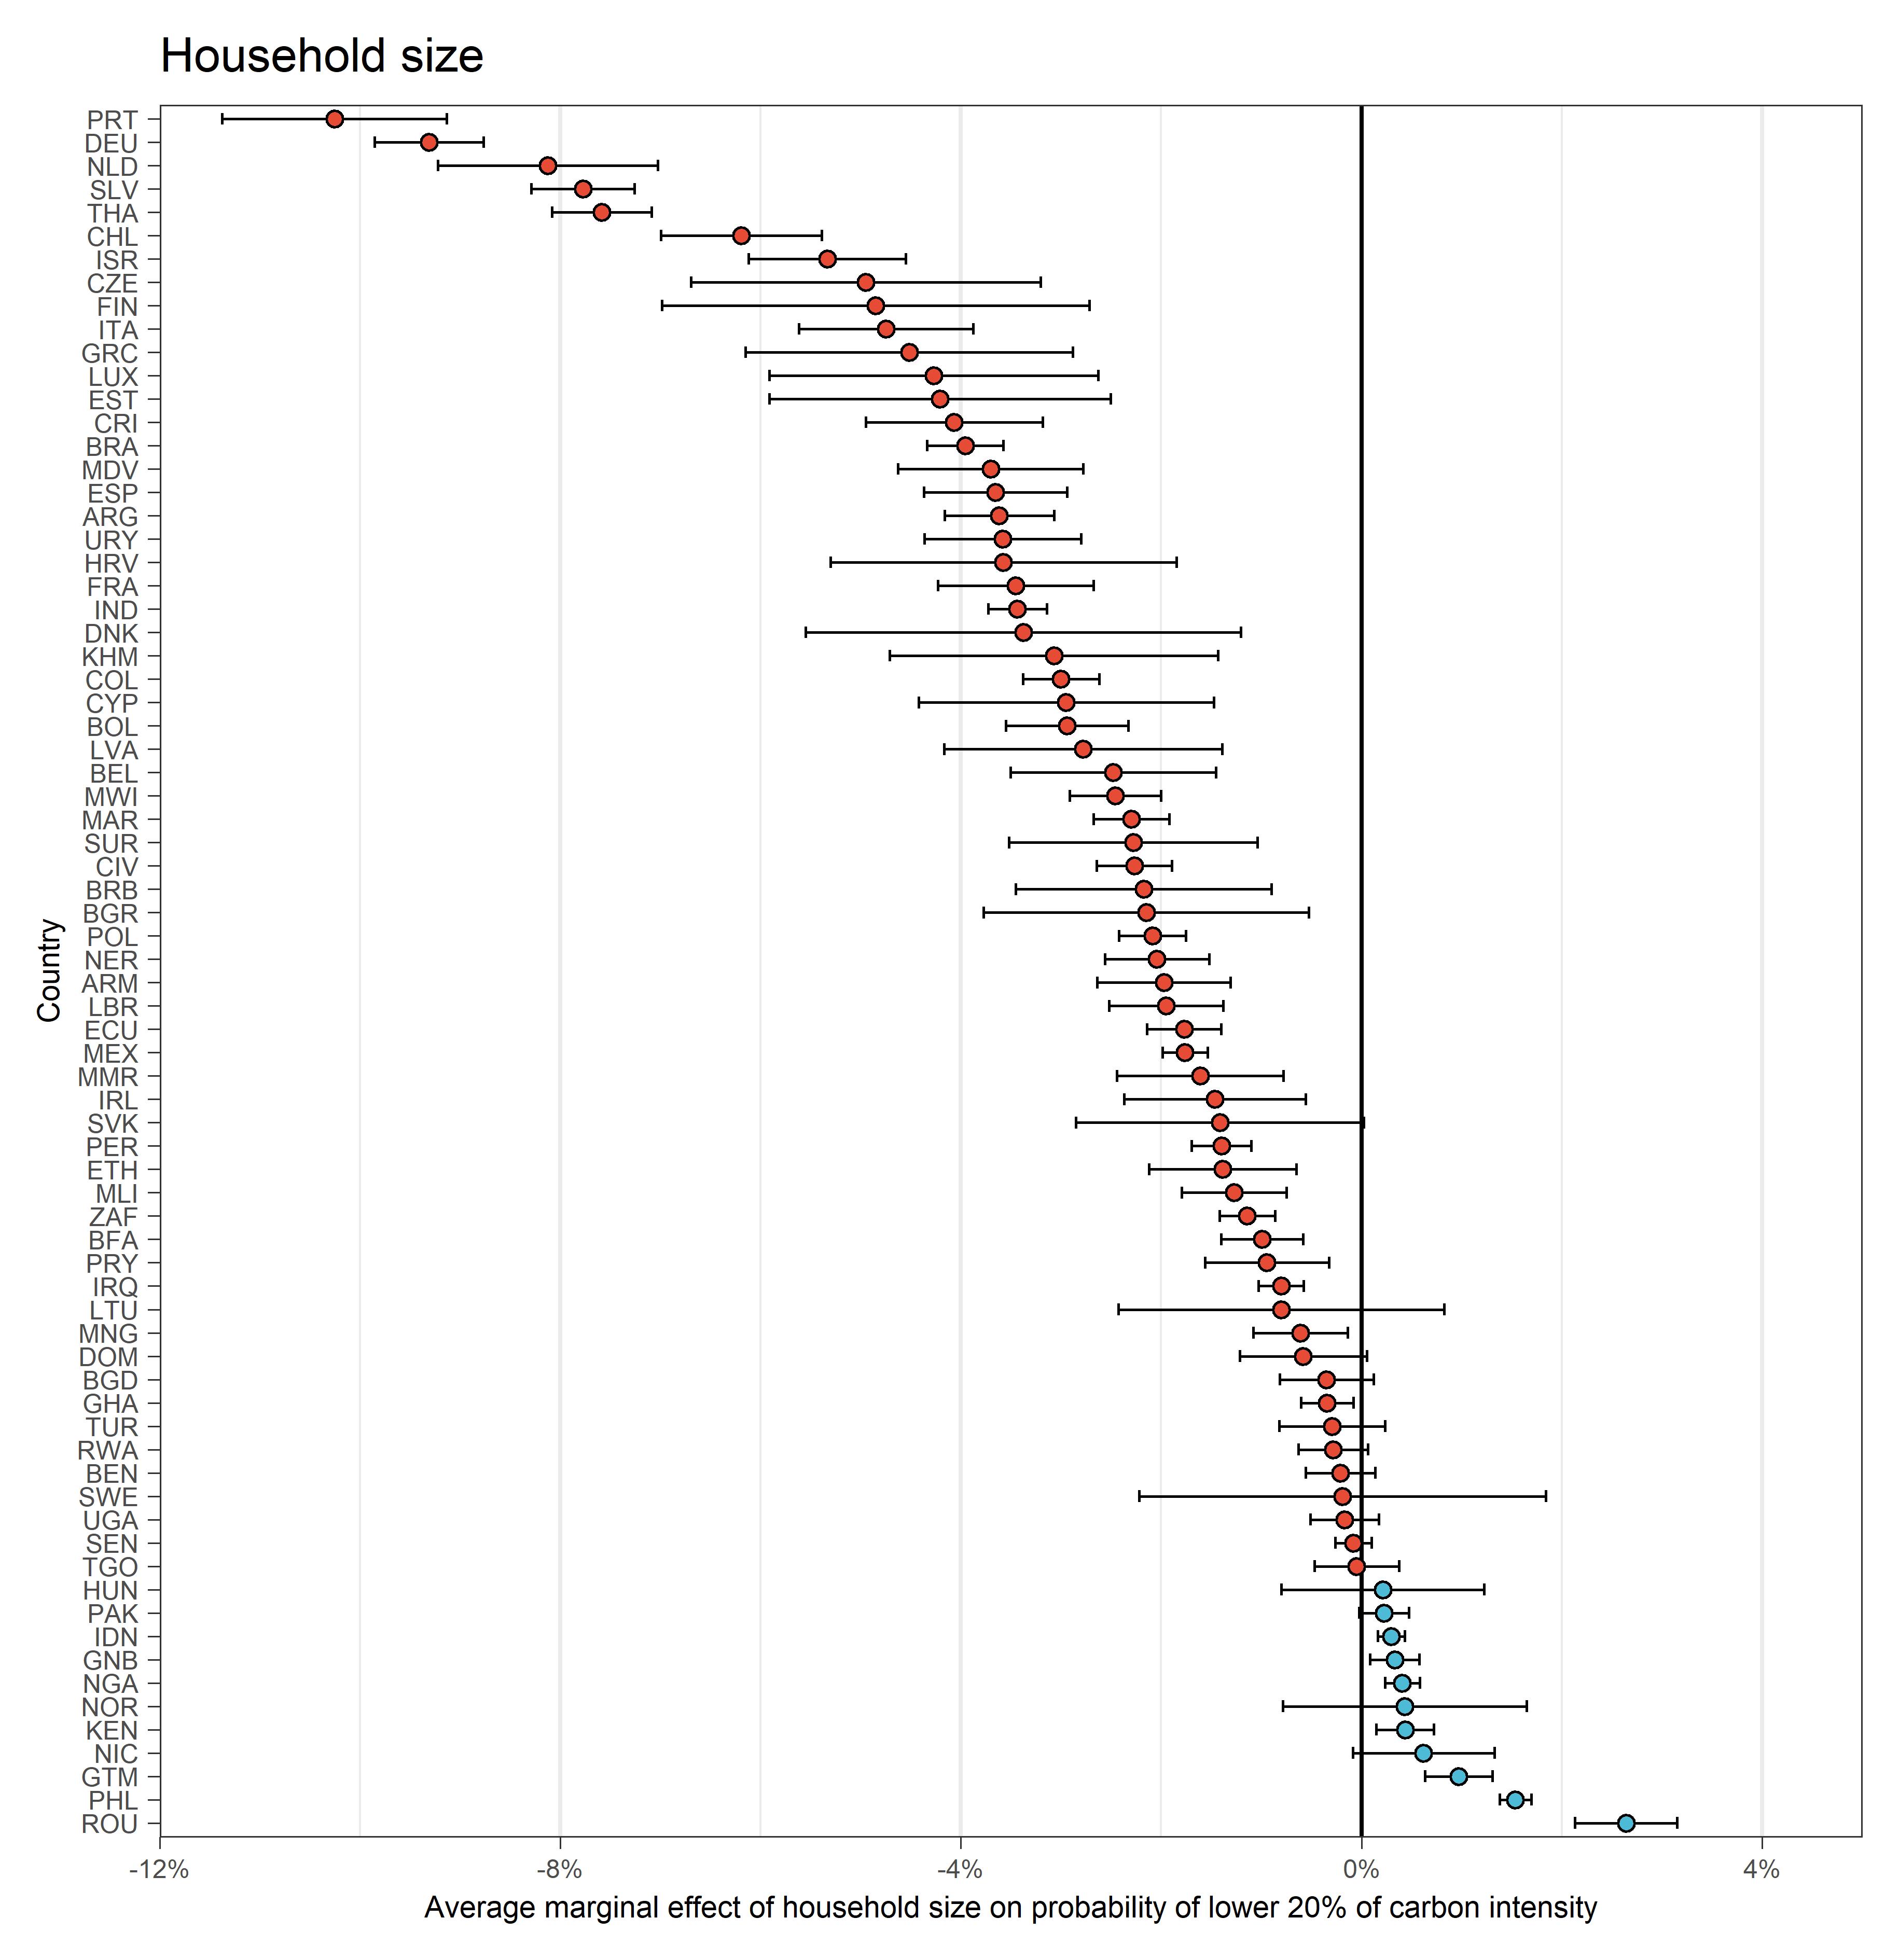 Household size
PRT
DEU
NLD
SLV
THA
CHL
ISR
CZE
FIN
ITA
GRC
LUX
EST
CRI
BRA
MDV
ESP
ARG
URY
HRV
FRA
IND
DNK
KHM
COL
CYP
BOL
LVA
BEL
MWI
MAR
SUR
CIV
BRB
BGR
POL
NER
ARM
LBR
ECU
MEX
MMR
IRL
SVK
PER
ETH
MLI
ZAF
BFA
PRY
IRQ
LTU
MNG
DOM
BGD
GHA
TUR
RWA
BEN
SWE
UGA
SEN
TGO
HUN
PAK
IDN
GNB
NGA
NOR
KEN
NIC
GTM
PHL
ROU
Country
-12% -8% -4% 0% 4%
Average marginal effect of household size on probability of lower 20% of carbon intensity